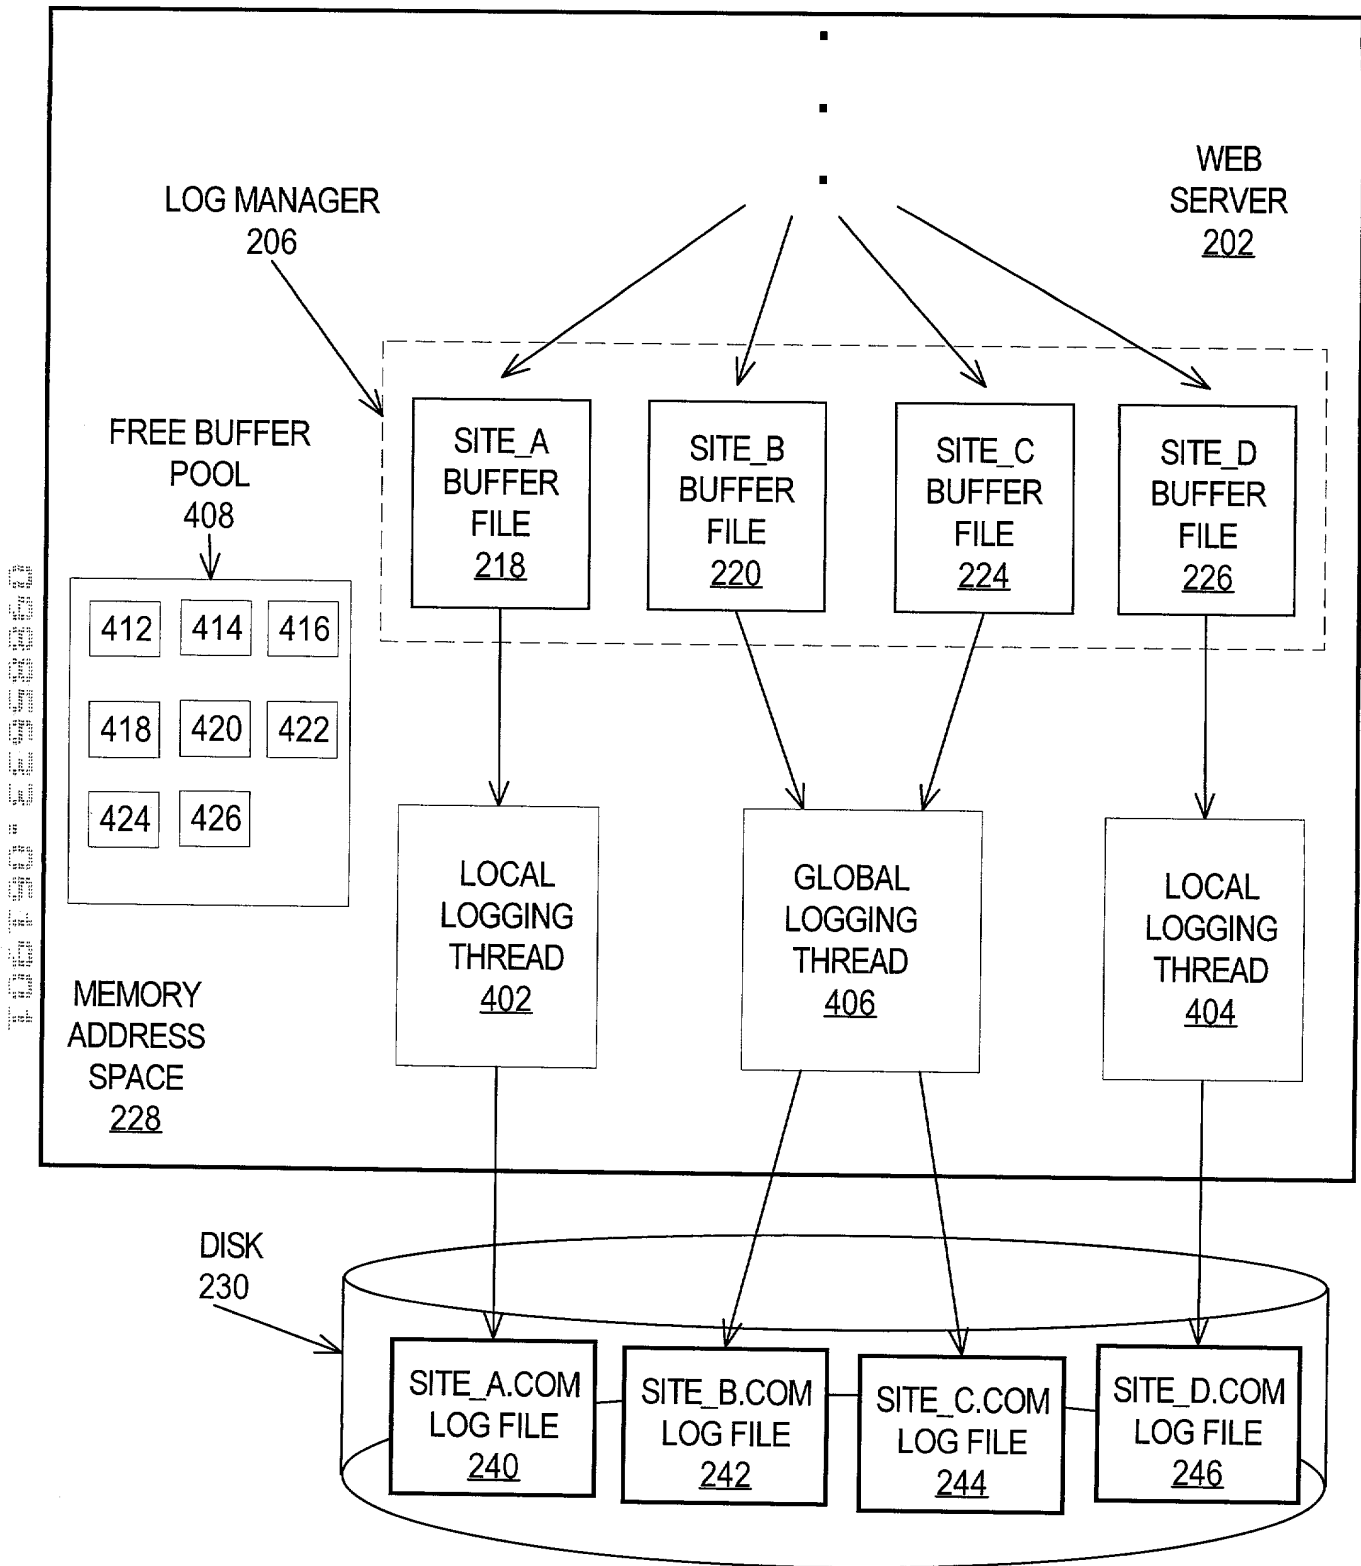 WEB
SERVER
202
LOG MANAGER
206
FREE BUFFER
POOL
408
SITE_A
BUFFER
FILE
218
SITE_B
BUFFER
FILE
220
SITE_C
BUFFER
FILE
224
SITE_D
BUFFER
FILE
226
412 414 416
418 420 422
424 426
LOCAL
LOGGING
THREAD
402
GLOBAL
LOGGING
THREAD
406
LOCAL
LOGGING
THREAD
404
MEMORY
ADDRESS
SPACE
228
DISK
230
SITE_A.COM
LOG FILE
240
SITE_B.COM
LOG FILE
242
SITE_C.COM
LOG FILE
244
SITE_D.COM
LOG FILE
246